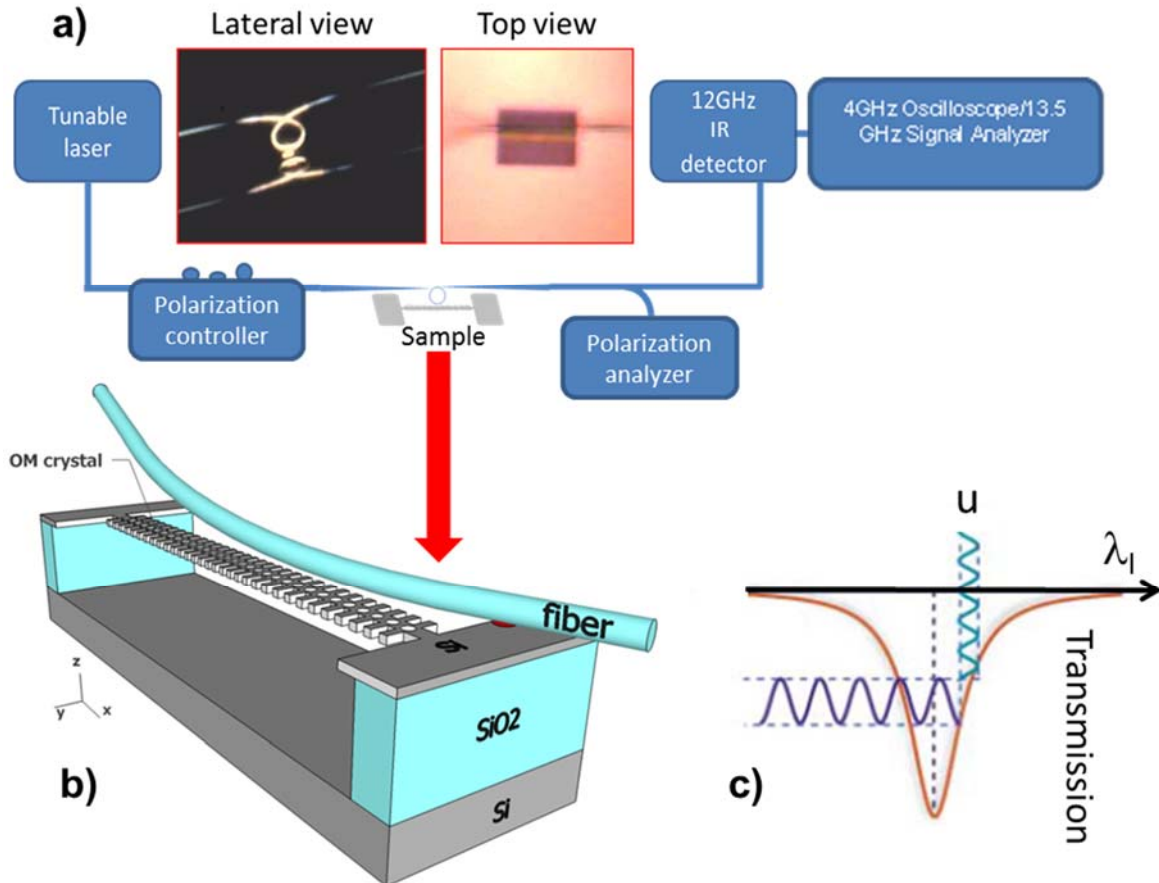 a)
Lateral view
Top view
Tunable
laser
12GHz
IR
detector
4GHz Oscilloscope/13.5
GHz Signal Analyzer
Polarization
controller
Sample
Polarization
analyzer
OM crystal
fiber
Si
SiO2
Si
z
y
x
b)
u
λ_l
Transmission
c)